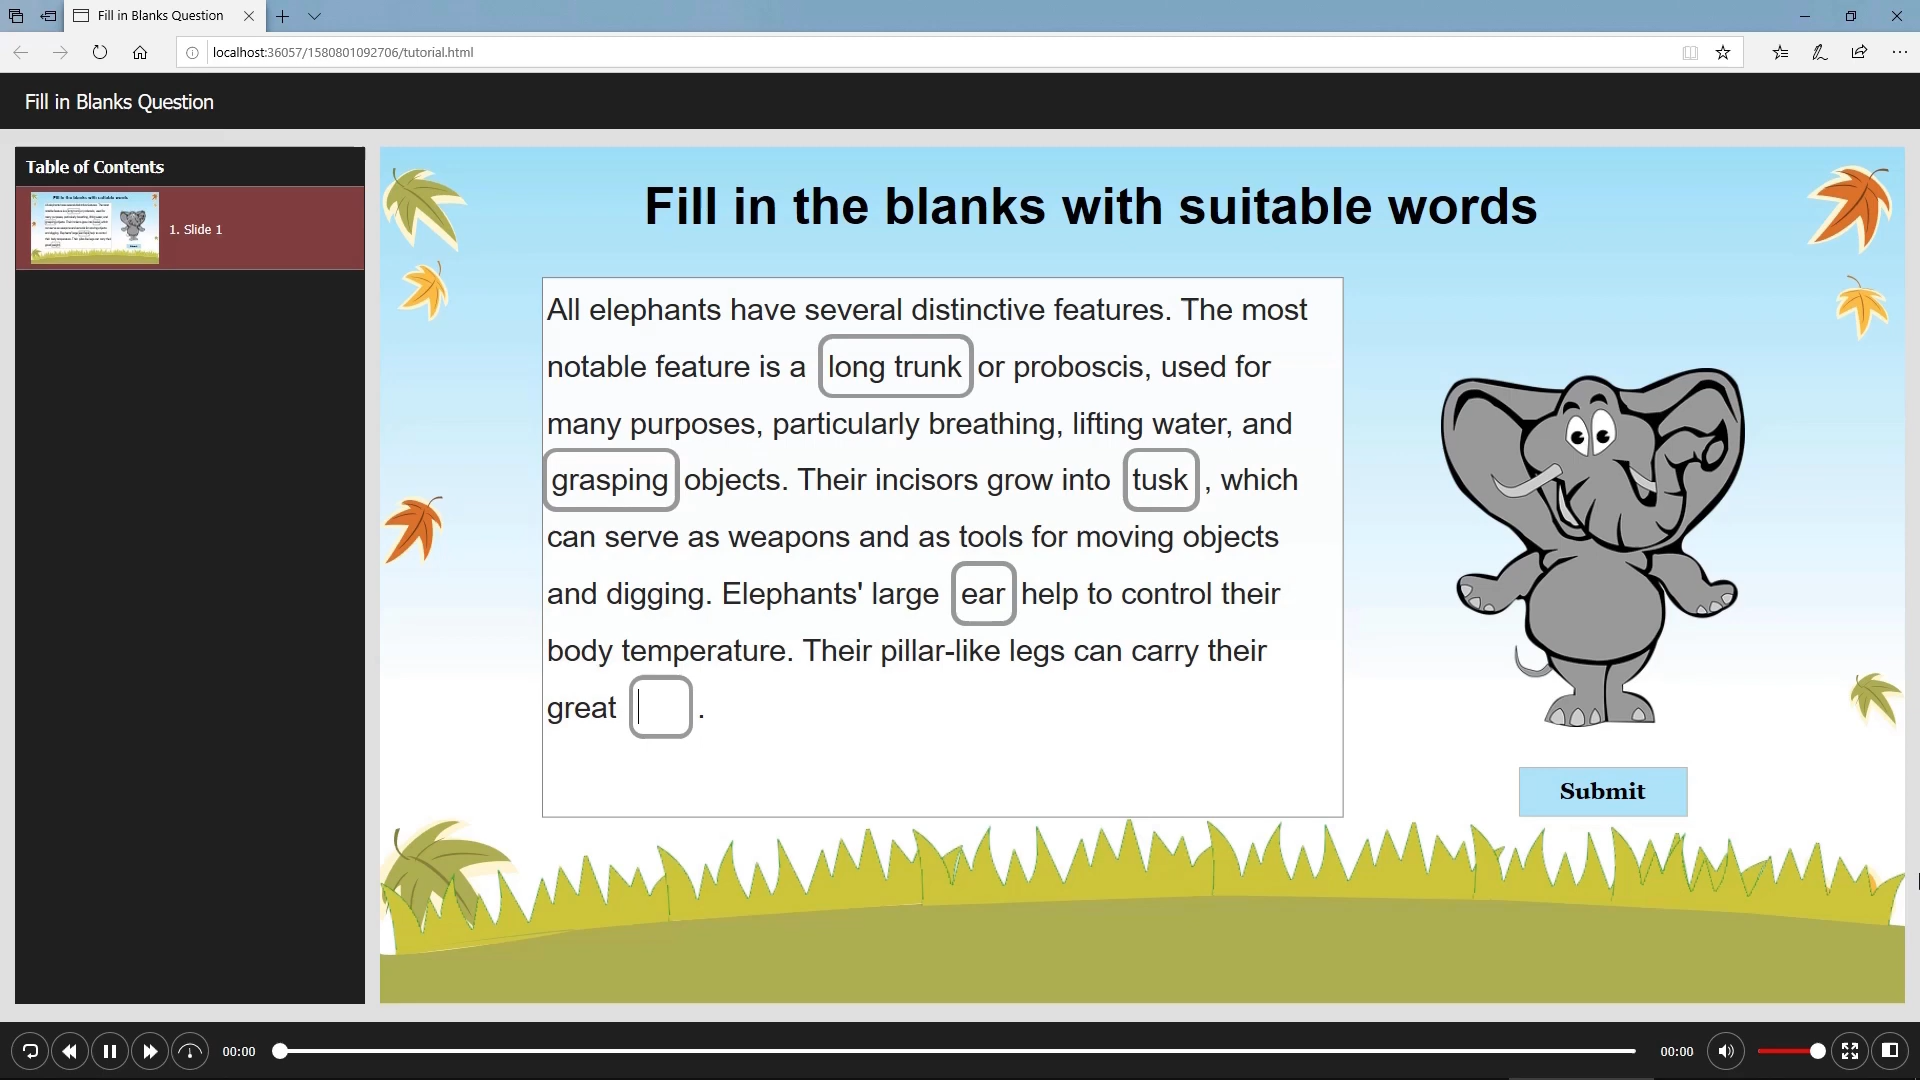 Fill in Blanks Question
localhost:36057/1580801092706/tutorial.html
Fill in Blanks Question
Table of Contents
1. Slide 1
Fill in the blanks with suitable words
All elephants have several distinctive features. The most
notable feature is a long trunk or proboscis, used for
many purposes, particularly breathing, lifting water, and
grasping objects. Their incisors grow into tusk , which
can serve as weapons and as tools for moving objects
and digging. Elephants' large ear help to control their
body temperature. Their pillar-like legs can carry their
great .
Submit
00:00
00:00